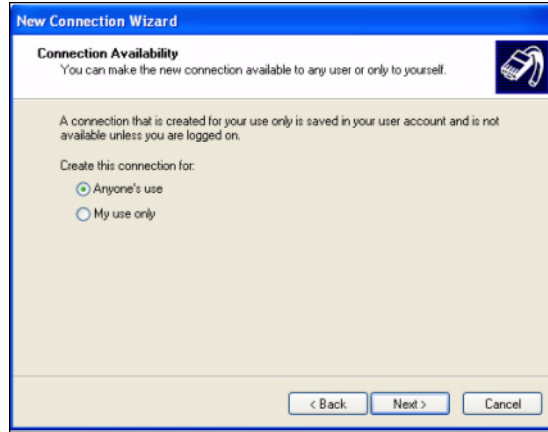 New Connection Wizard
Connection Availability
You can make the new connection available to any user or only to yourself.
A connection that is created for your use only is saved in your user account and is not
available unless you are logged on.
Create this connection for:
Anyone's use
My use only
< Back
Next >
Cancel